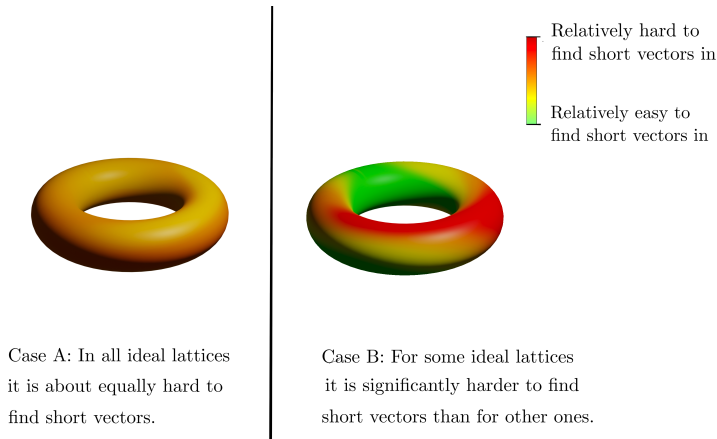 Relatively hard to
find short vectors in
Relatively easy to
find short vectors in
Case A: In all ideal lattices
it is about equally hard to
find short vectors.
Case B: For some ideal lattices
it is significantly harder to find
short vectors than for other ones.